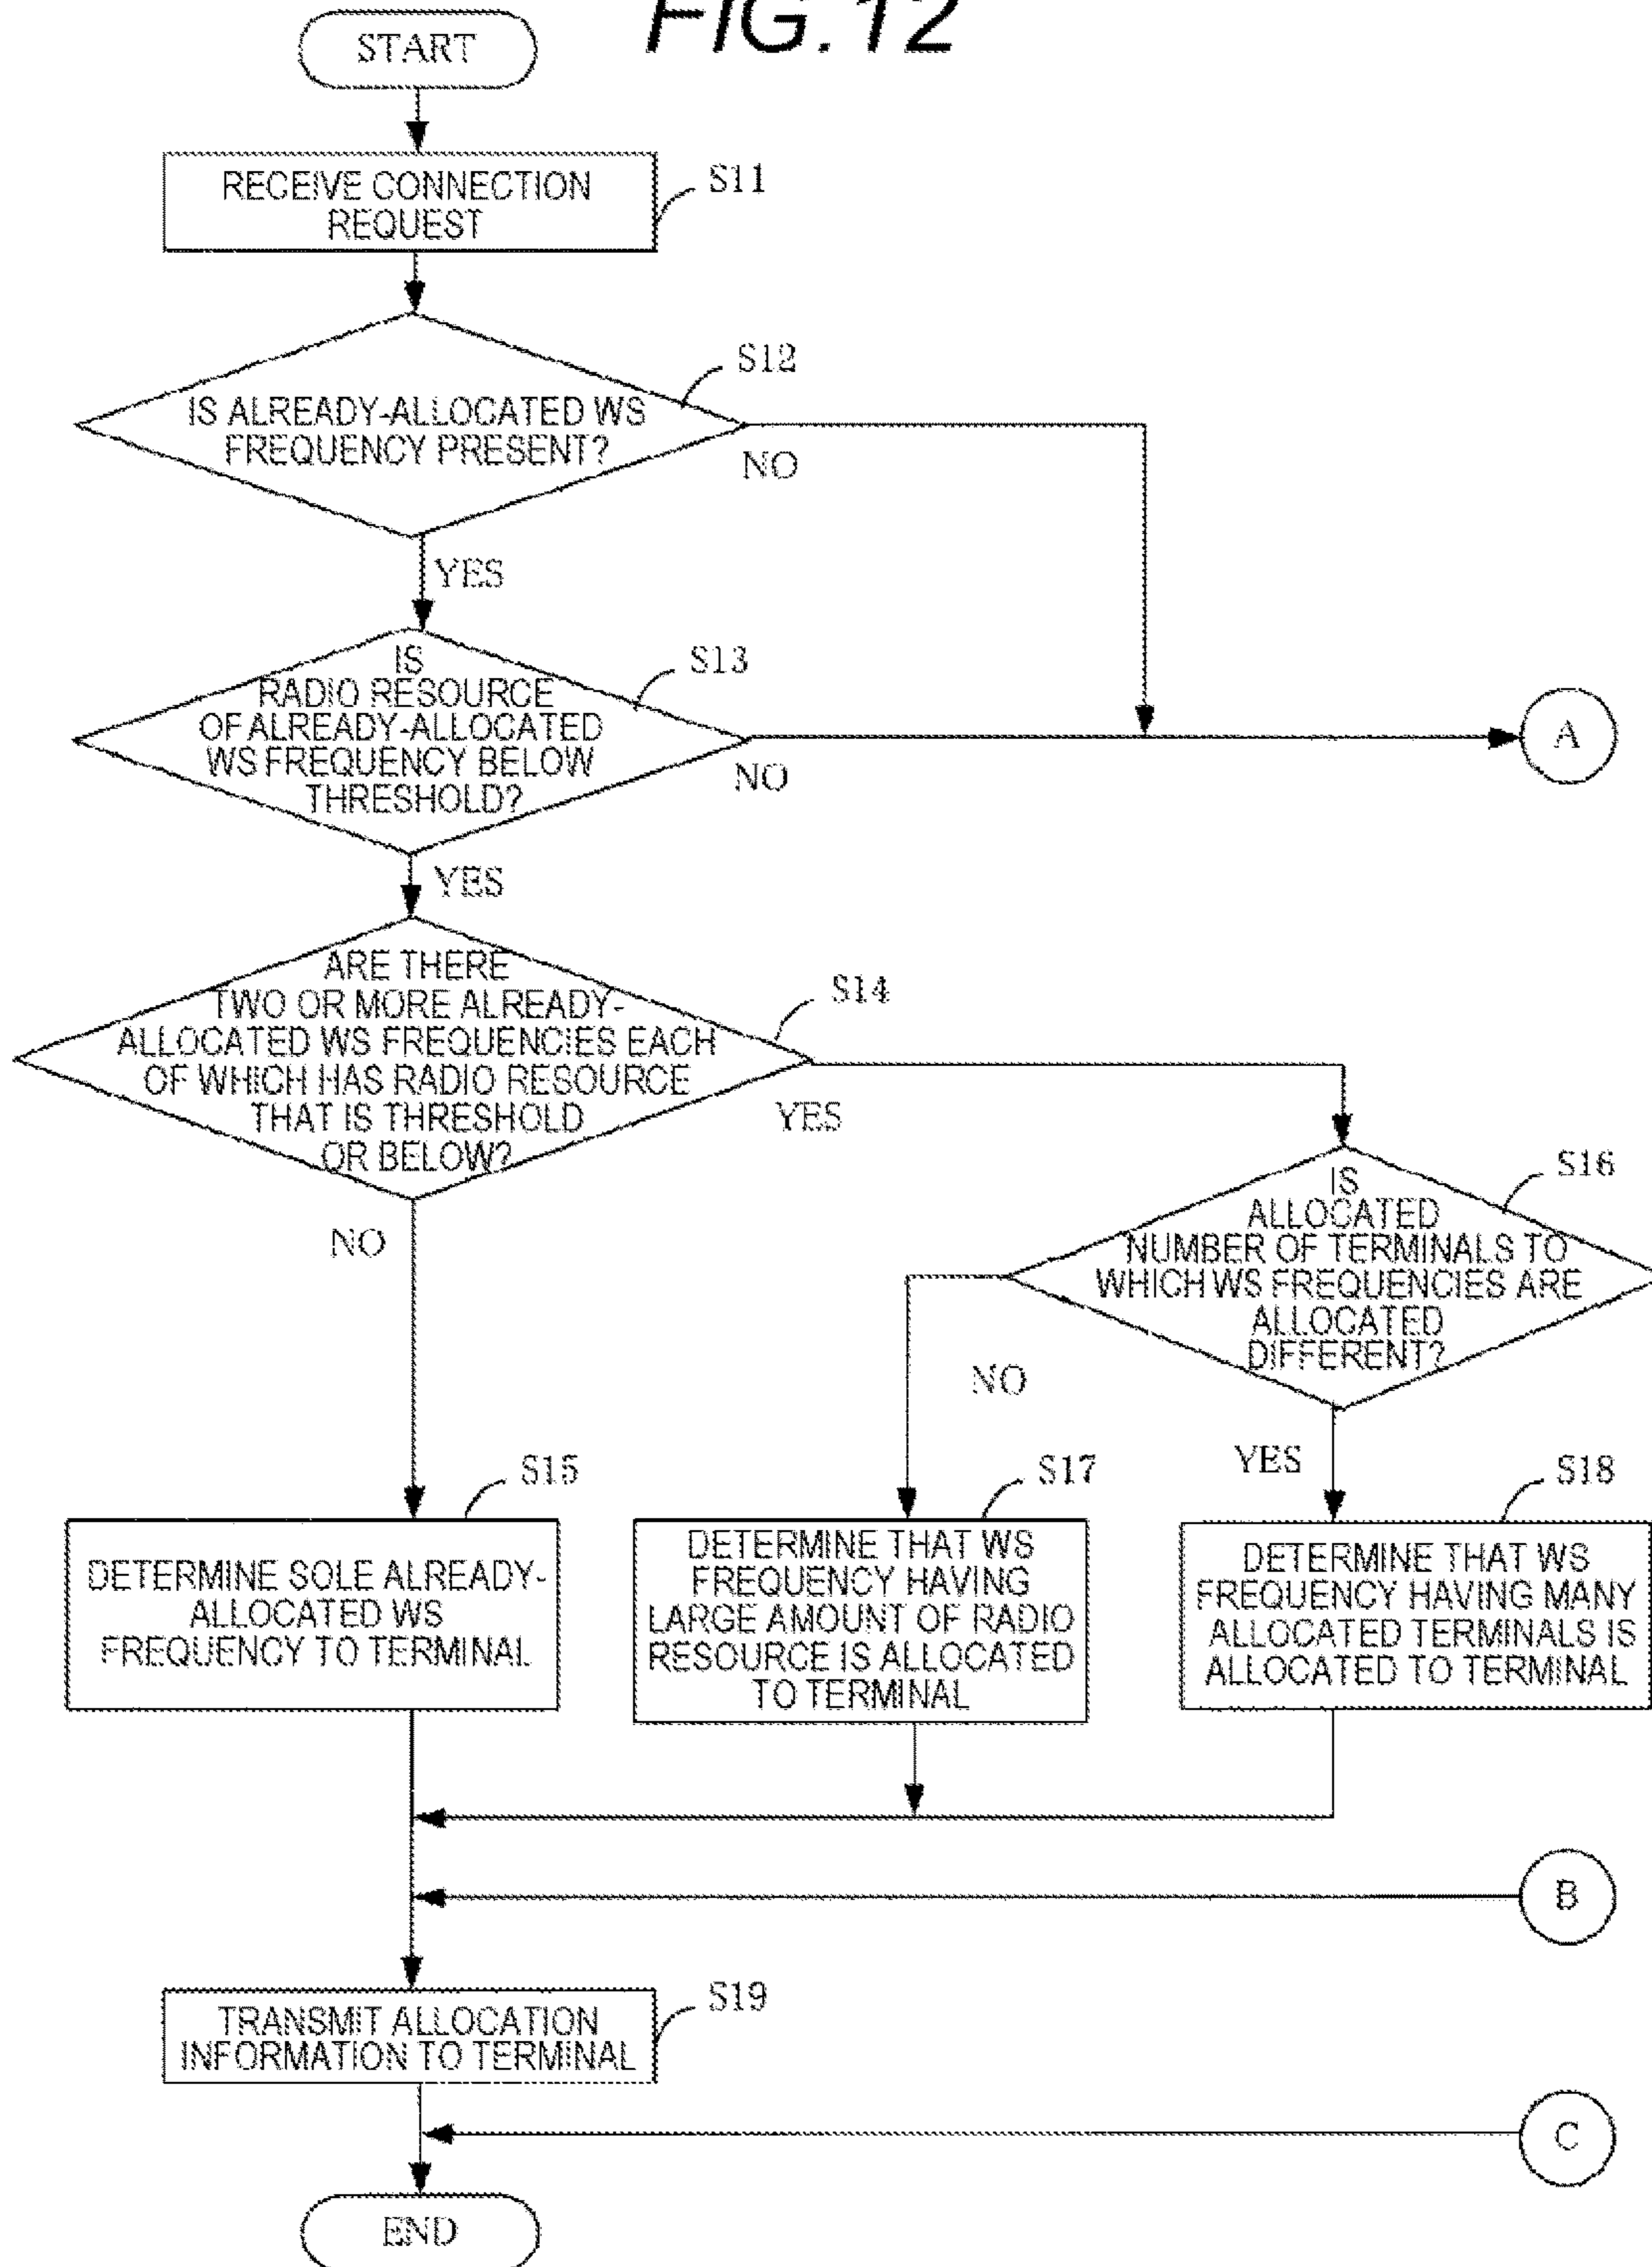 FIG.12
START
RECEIVE CONNECTION
REQUEST
S11
IS ALREADY-ALLOCATED WS
FREQUENCY PRESENT?
S12
NO
YES
IS
RADIO RESOURCE
OF ALREADY-ALLOCATED
WS FREQUENCY BELOW
THRESHOLD?
S13
NO
A
YES
ARE THERE
TWO OR MORE ALREADY-
ALLOCATED WS FREQUENCIES EACH
OF WHICH HAS RADIO RESOURCE
THAT IS THRESHOLD
OR BELOW?
S14
YES
NO
IS
ALLOCATED
NUMBER OF TERMINALS TO
WHICH WS FREQUENCIES ARE
ALLOCATED
DIFFERENT?
S16
NO
YES
S15
DETERMINE SOLE ALREADY-
ALLOCATED WS
FREQUENCY TO TERMINAL
S17
DETERMINE THAT WS
FREQUENCY HAVING
LARGE AMOUNT OF RADIO
RESOURCE IS ALLOCATED
TO TERMINAL
S18
DETERMINE THAT WS
FREQUENCY HAVING MANY
ALLOCATED TERMINALS IS
ALLOCATED TO TERMINAL
B
S19
TRANSMIT ALLOCATION
INFORMATION TO TERMINAL
C
END